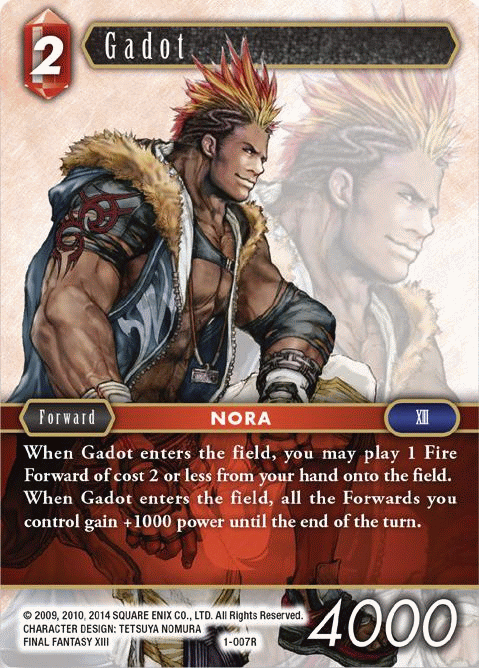 2
Gadot
Forward
NORA
XIII
When Gadot enters the field, you may play 1 Fire
Forward of cost 2 or less from your hand onto the field.
When Gadot enters the field, all the Forwards you
control gain +1000 power until the end of the turn.
© 2009, 2010, 2014 SQUARE ENIX CO., LTD. All Rights Reserved.
CHARACTER DESIGN: TETSUYA NOMURA
FINAL FANTASY XIII
1-007R
4000